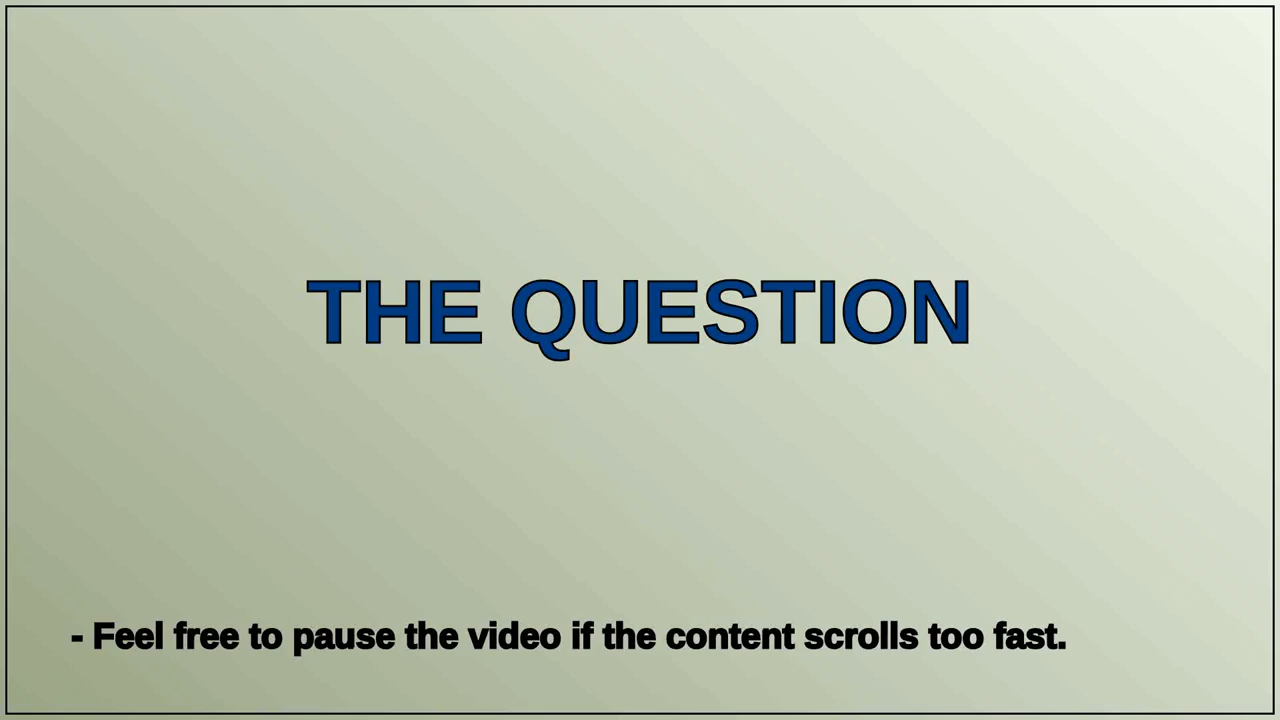 THE QUESTION
- Feel free to pause the video if the content scrolls too fast.